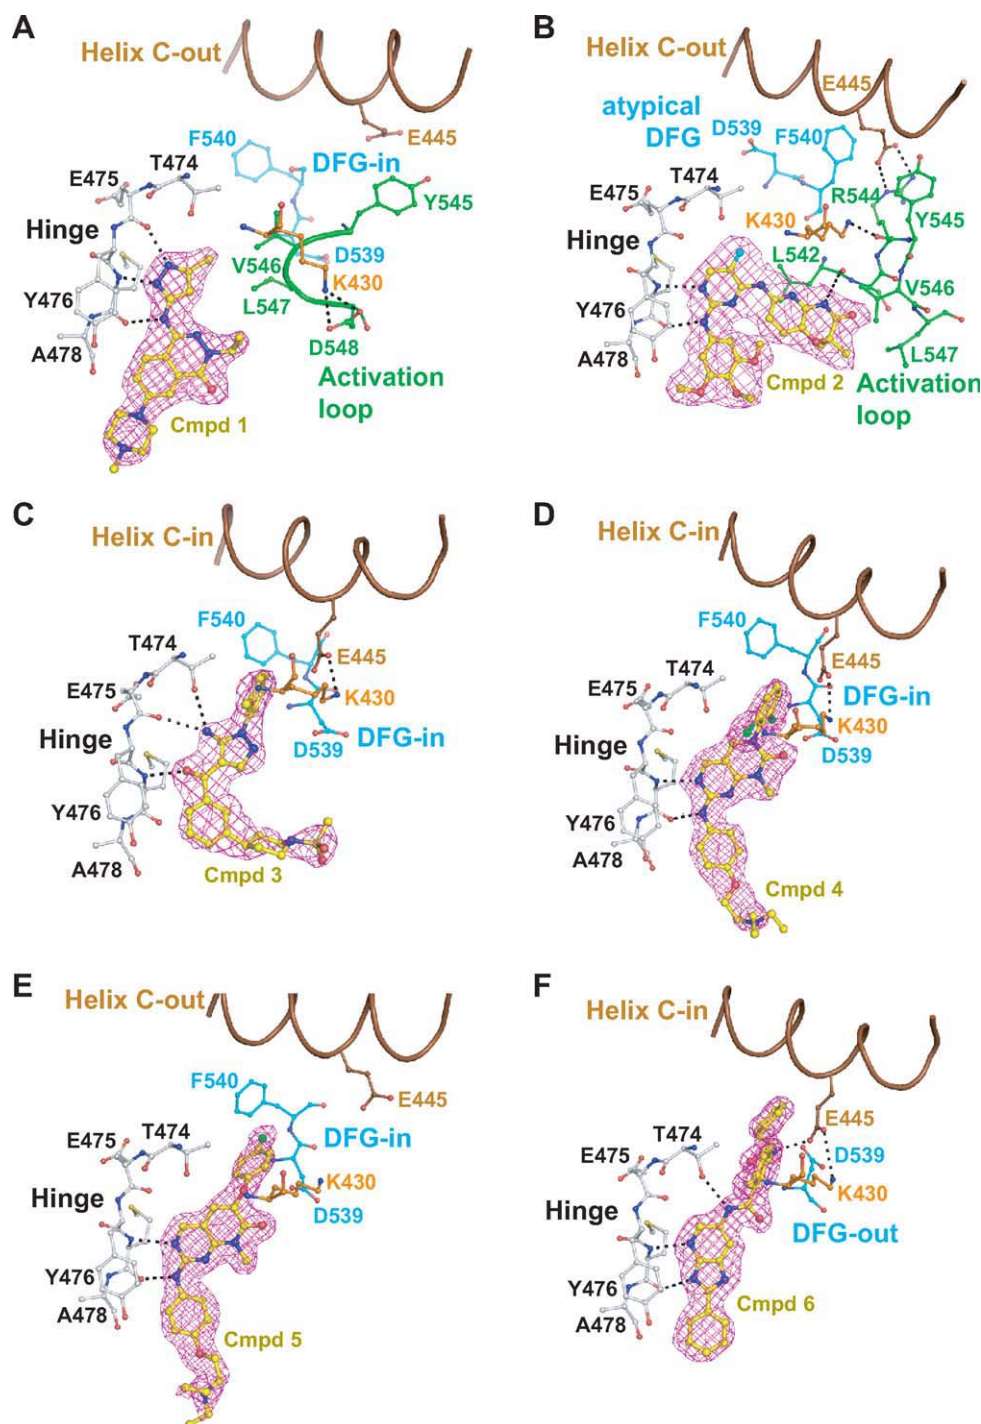 A
Helix C-out
E445
F540
T474
DFG-in
E475
Y545
Hinge
D539
V546
K430
L547
Y476
D548
A478
Activation
loop
Cmpd 1
B
Helix C-out
E445
atypical
DFG
D539
F540
T474
E475
R544
K430
Y545
Hinge
L542
V546
Y476
A478
L547
Cmpd 2
Activation
loop
C
Helix C-in
F540
T474
E445
E475
K430
Hinge
D539
DFG-in
Y476
A478
Cmpd 3
D
Helix C-in
F540
T474
E445
E475
DFG-in
K430
Hinge
D539
Y476
A478
Cmpd 4
E
Helix C-out
F540
E445
T474
E475
DFG-in
K430
Hinge
D539
Y476
A478
Cmpd 5
F
Helix C-in
E445
T474
E475
D539
K430
Hinge
DFG-out
Y476
Cmpd 6
A478